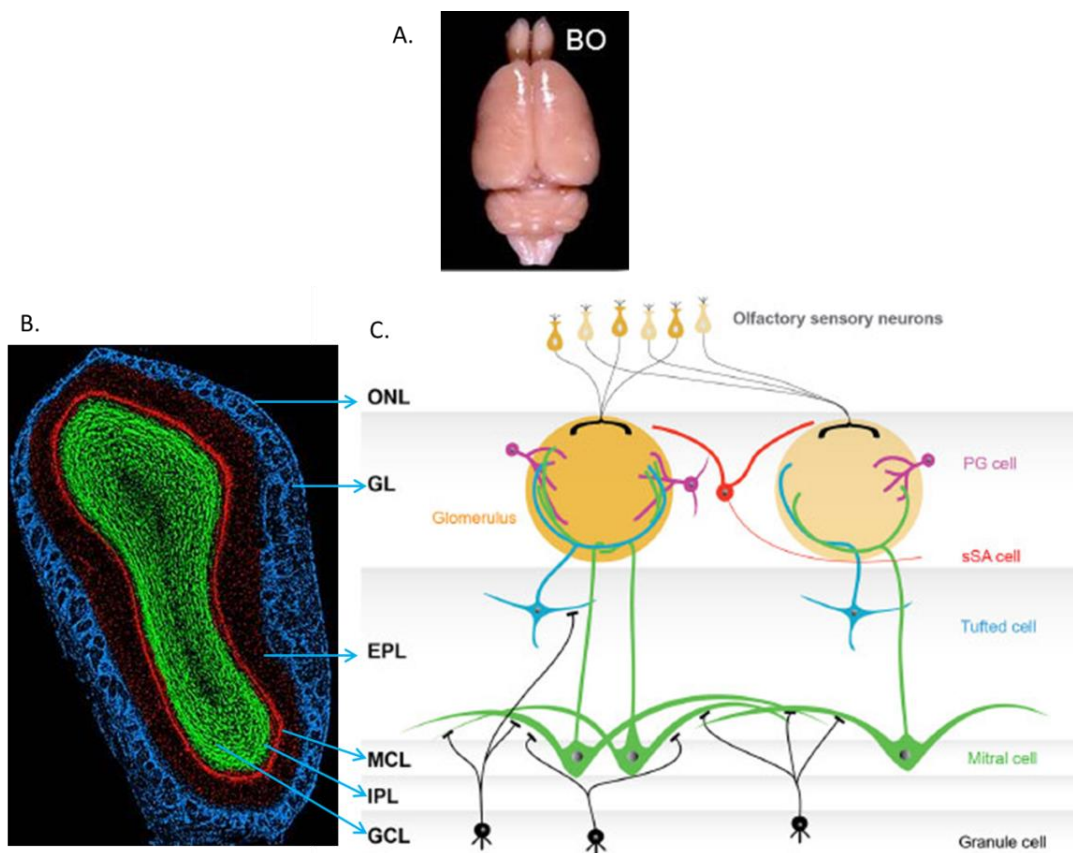 A.
BO
B.
C.
Olfactory sensory neurons
ONL
GL
PG cell
Glomerulus
sSA cell
Tufted cell
EPL
MCL
Mitral cell
IPL
GCL
Granule cell